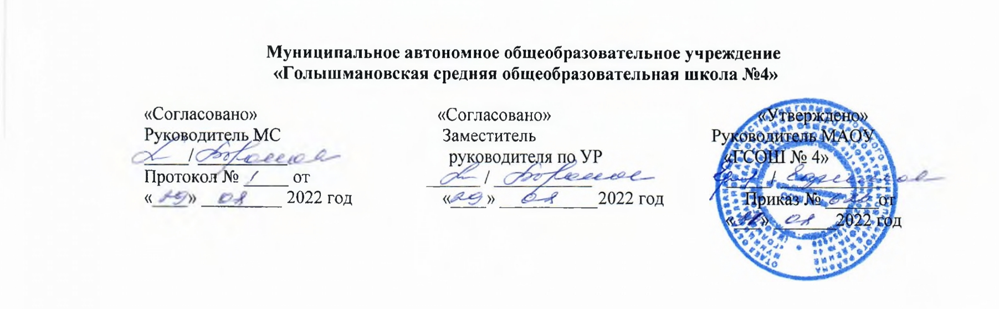 Муниципальное автономное общеобразовательное учреждение
«Голышмановская средняя общеобразовательная школа №4»
«Согласовано»
Руководитель МС
/
Протокол № 1 от
«29» 08 2022 год
«Согласовано»
Заместитель
руководителя по УР
/
«29» 08 2022 год
«Утверждено»
Руководитель МАОУ
«ГСОШ № 4»
/
Приказ № от
« » 08 2022 год